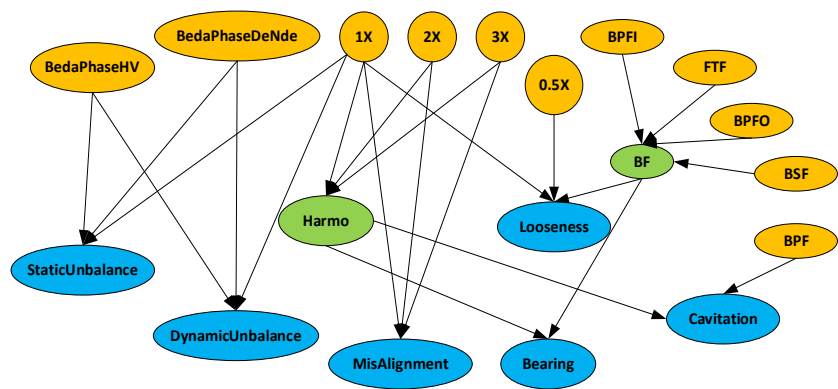 BedaPhaseHV
BedaPhaseDeNde
1X
2X
3X
0.5X
BPFI
FTF
BPFO
BF
BSF
Harmo
Looseness
BPF
StaticUnbalance
DynamicUnbalance
MisAlignment
Bearing
Cavitation